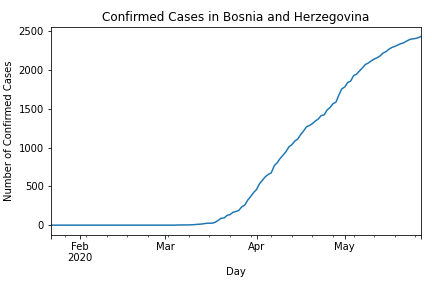 Confirmed Cases in Bosnia and Herzegovina
Number of Confirmed Cases
2500
2000
1500
1000
500
0
Feb
2020
Mar
Apr
May
Day